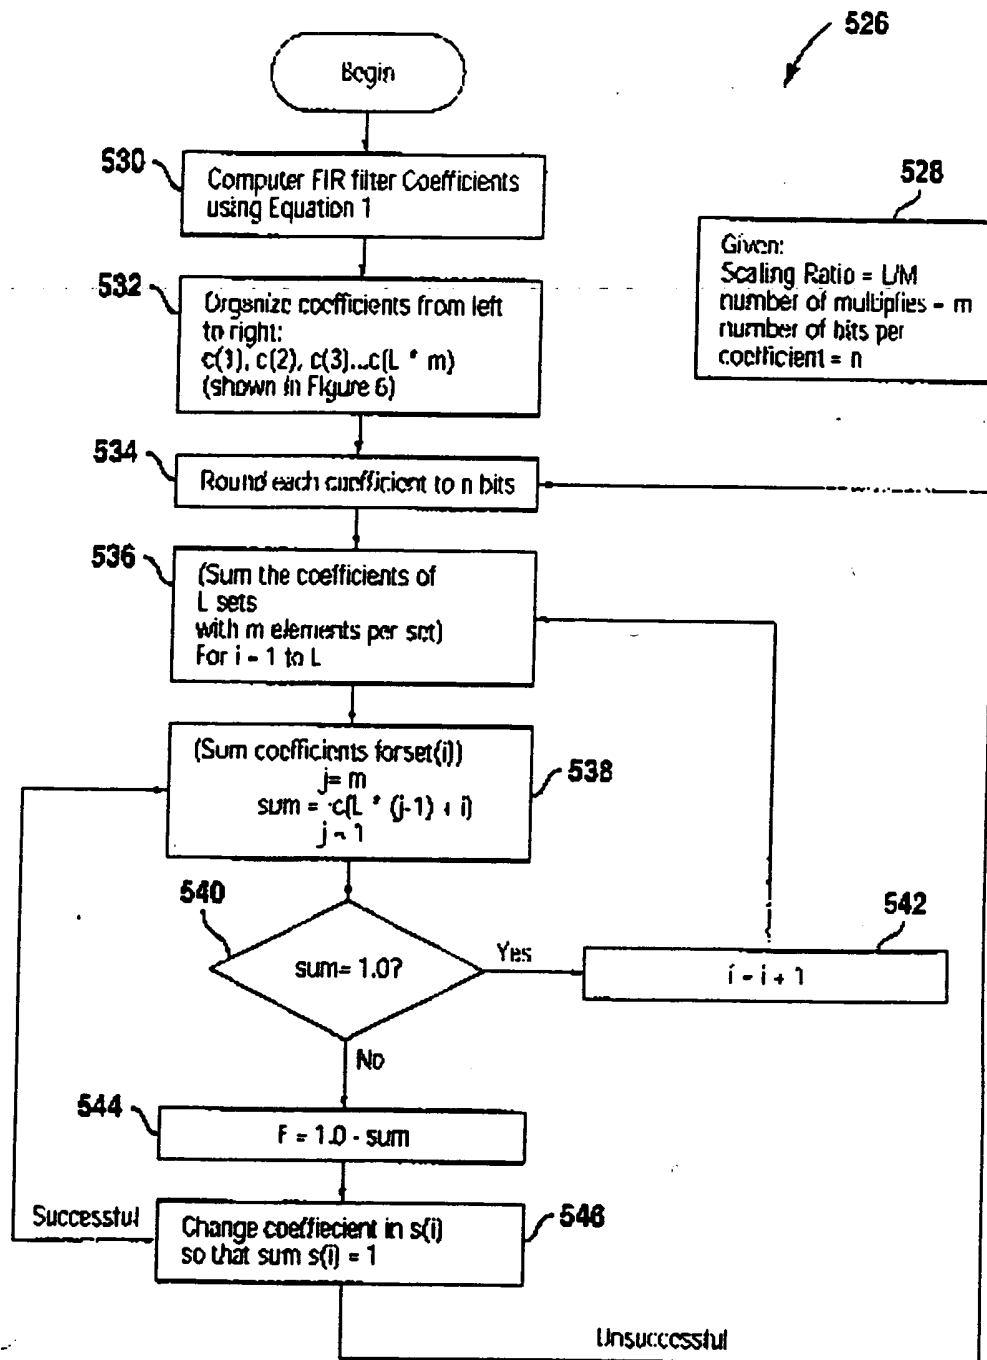 526
Begin
530
Computer FIR filter Coefficients
using Equation 1
528
Given:
Scaling Ratio = L/M
number of multiplies = m
number of bits per
coefficient = n
532
Organize coefficients from left
to right:
c(1), c(2), c(3)...c(L * m)
(shown in Figure 6)
534
Round each coefficient to n bits
536
(Sum the coefficients of
L sets
with m elements per set)
For i = 1 to L
(Sum coefficients forset(i))
j= m
sum = c(L * (j-1) + i)
j = 1
538
540
sum= 1.0?
Yes
542
i = i + 1
No
544
F = 1.0 - sum
Successful
Change coeffiecient in s(i)
so that sum s(i) = 1
546
Unsuccessful